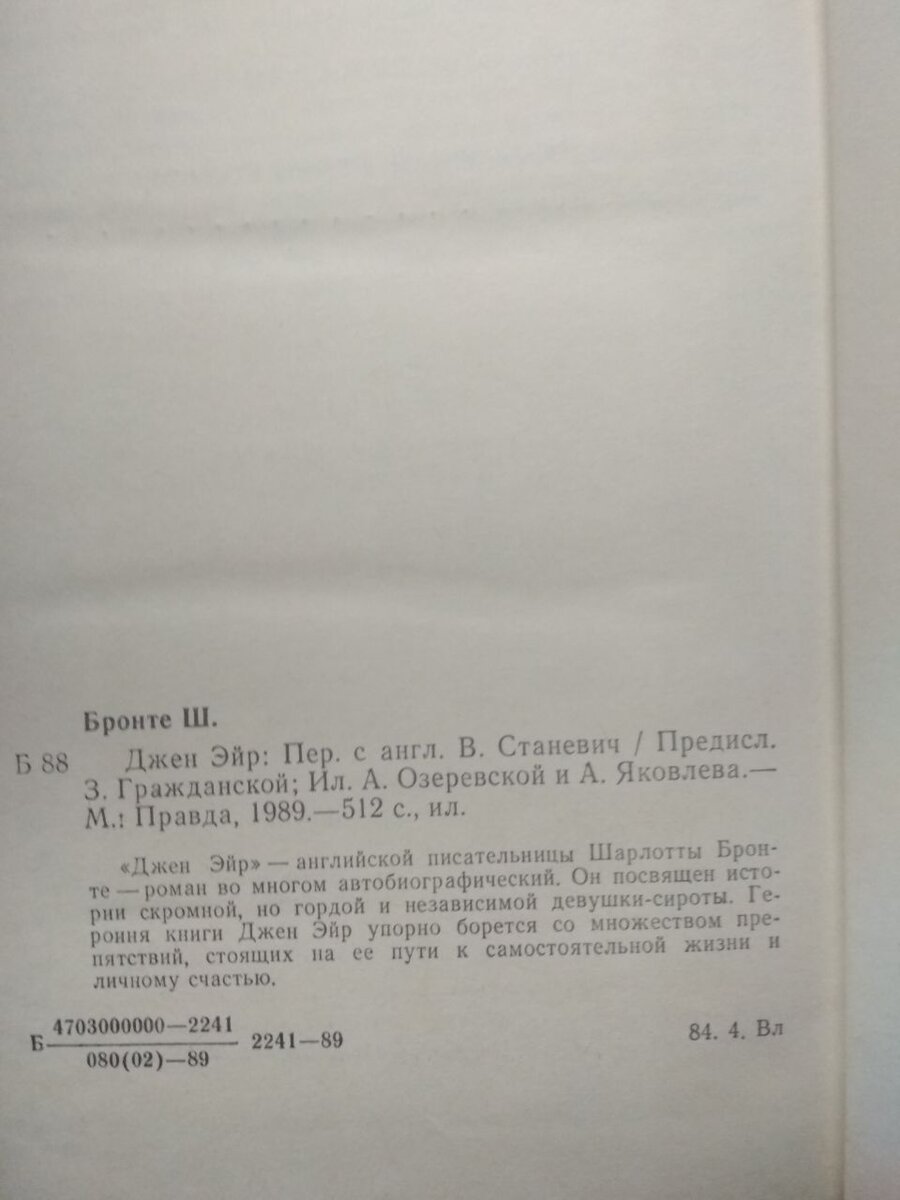 Бронте Ш.
Б 88 Джен Эйр: Пер. с англ. В. Станевич / Предисл.
З. Гражданской; Ил. А. Озеревской и А. Яковлева.—
М.: Правда, 1989.—512 с., ил.
«Джен Эйр» — английской писательницы Шарлотты Брон-
те — роман во многом автобиографический. Он посвящен исто-
рии скромной, но гордой и независимой девушки-сироты. Ге-
роиня книги Джен Эйр упорно борется со множеством пре-
пятствий, стоящих на ее пути к самостоятельной жизни и
личному счастью.
4703000000—2241
Б 2241—89 84. 4. Вл
080(02)—89